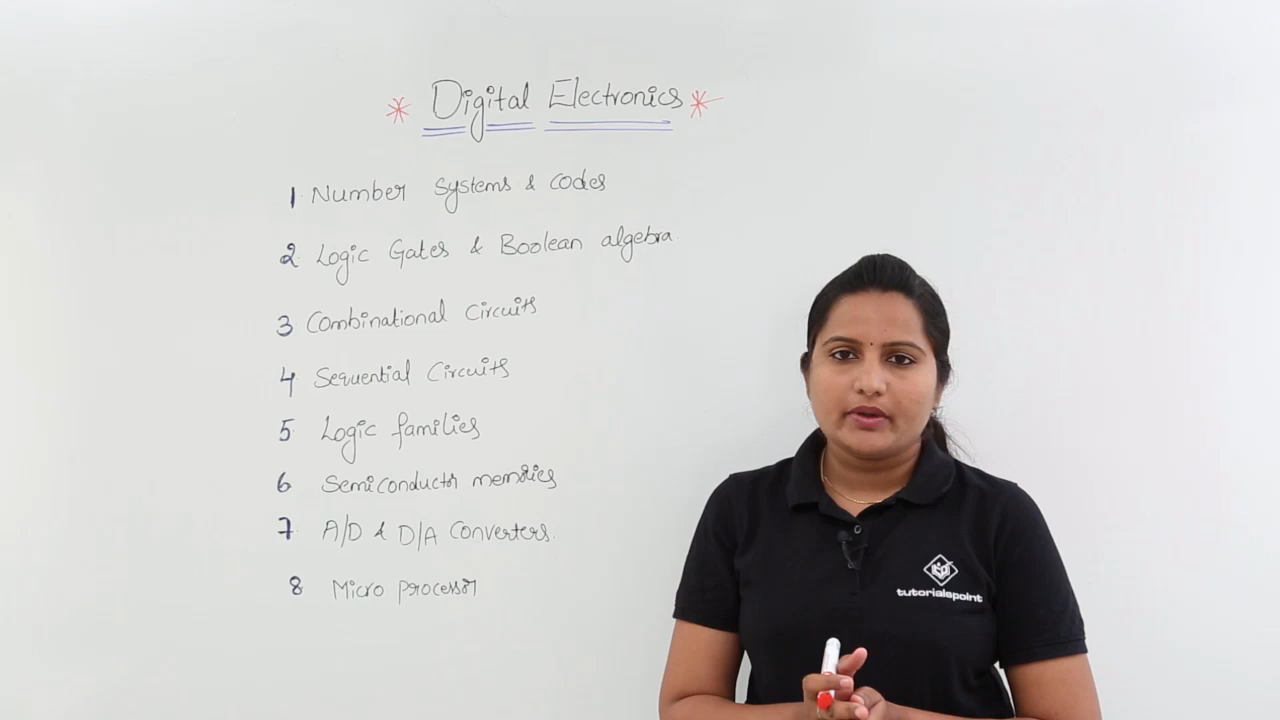 * Digital Electronics *
1 Number systems & codes
2 Logic Gates & Boolean algebra
3 Combinational Circuits
4 Sequential Circuits
5 Logic families
6 Semiconductor memories
7 A/D & D/A Converters.
8 Micro processor
tutorialspoint